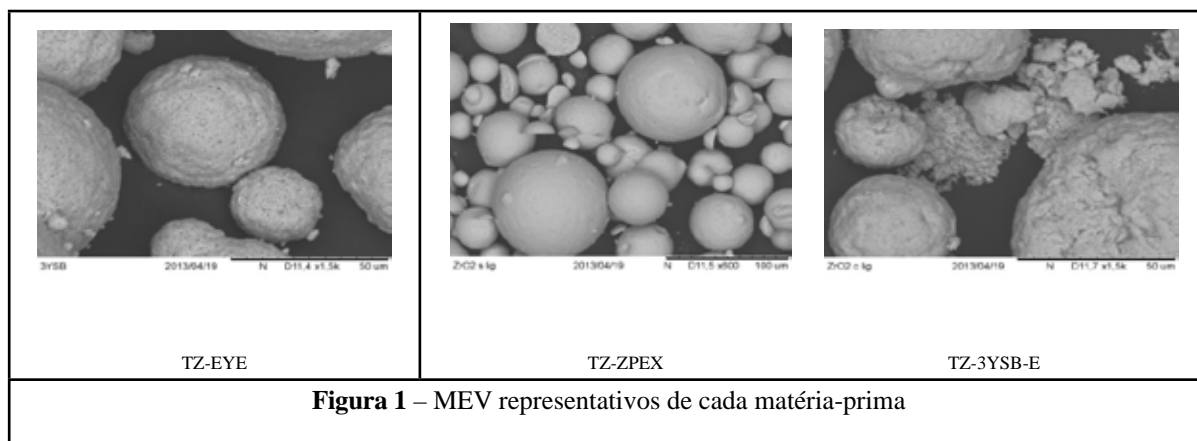 3YSB 2013/04/19 N D11,4 x1,5k 50 um
ZrO2 s lig 2013/04/19 N D11,5 x600 100 um
ZrO2 c lig 2013/04/19 N D11,7 x1,5k 50 um
TZ-EYE
TZ-ZPEX
TZ-3YSB-E
Figura 1 – MEV representativos de cada matéria-prima